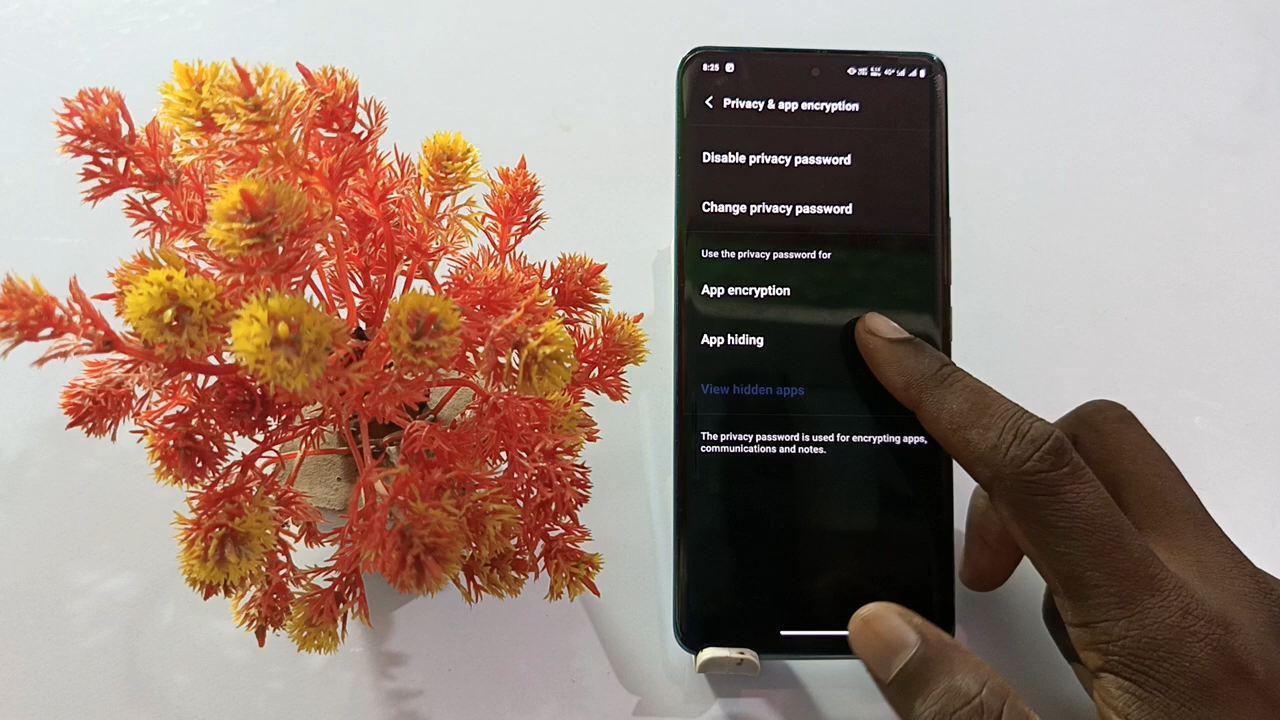 8:25
Privacy & app encryption
Disable privacy password
Change privacy password
Use the privacy password for
App encryption
App hiding
View hidden apps
The privacy password is used for encrypting apps,
communications and notes.